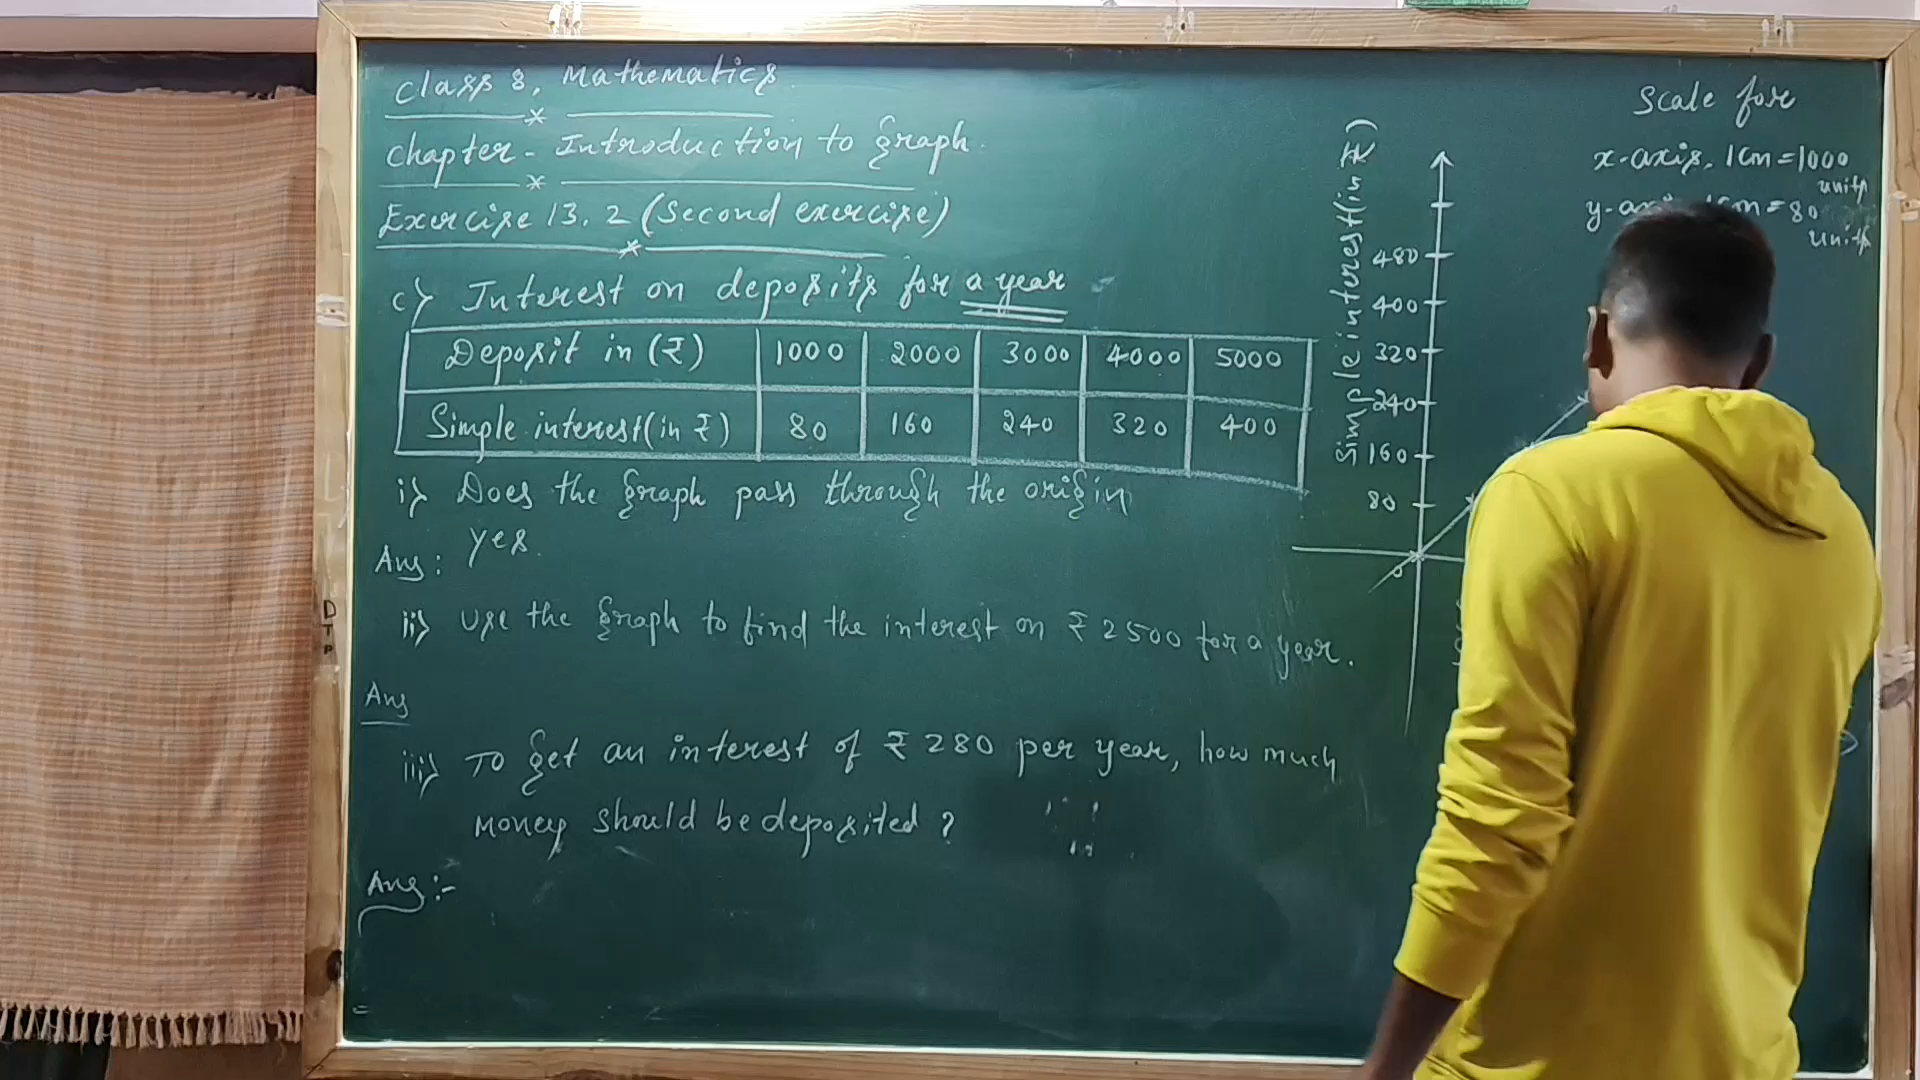 Class 8, Mathematics
Chapter - Introduction to Graph.
Exercise 13.2 (Second exercise)
c) Interest on deposits for a year
Deposit in (₹) 1000 2000 3000 4000 5000
Simple interest (in ₹) 80 160 240 320 400
i) Does the graph pass through the origin
Ans: Yes.
ii) Use the graph to find the interest on ₹ 2500 for a year.
Ans
iii) To get an interest of ₹ 280 per year, how much
money should be deposited ?
Ans :-
Scale for
x-axis, 1cm = 1000
units
= 80
units
Simple interest (in ₹)
480
400
320
240
160
80
0
D
T
P